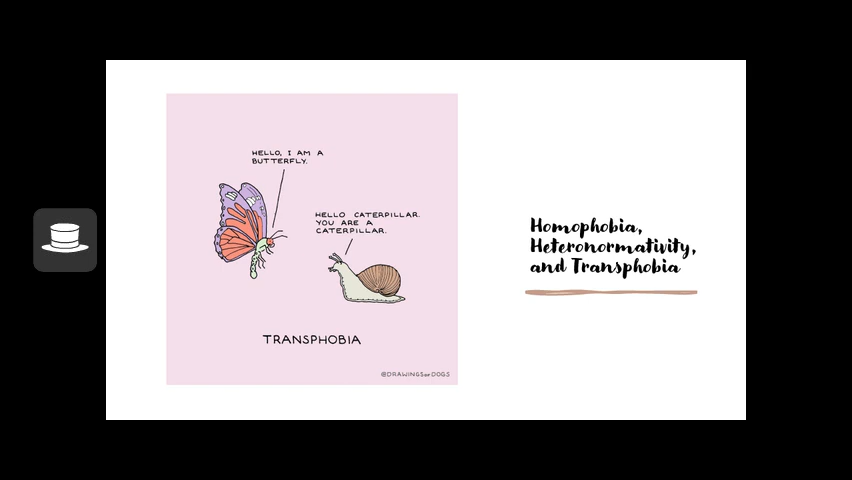 HELLO, I AM A
BUTTERFLY.
HELLO CATERPILLAR.
YOU ARE A
CATERPILLAR.
TRANSPHOBIA
@DRAWINGSOFDOGS
Homophobia,
Heteronormativity,
and Transphobia